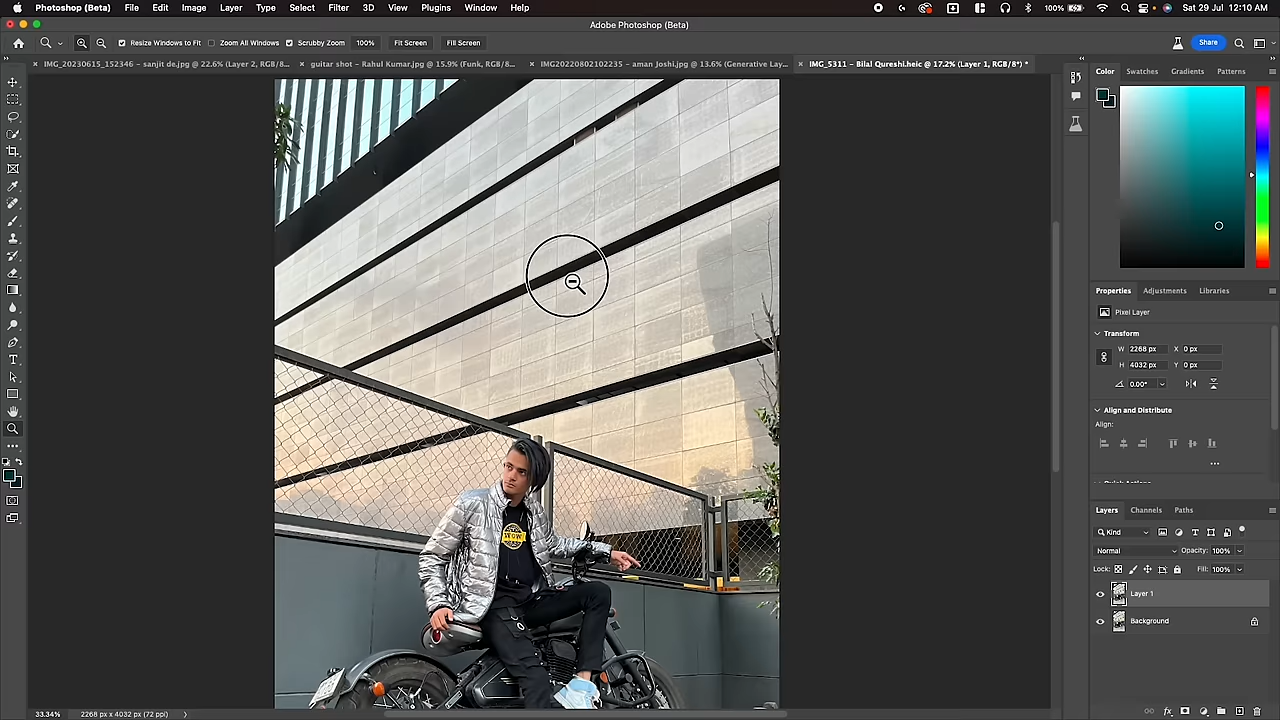 Photoshop (Beta) File Edit Image Layer Type Select Filter 3D View Plugins Window Help 100% Sat 29 Jul 12:10 AM
Adobe Photoshop (Beta)
Resize Windows to Fit Zoom All Windows Scrubby Zoom 100% Fit Screen Fill Screen Share
IMG_20230615_152346 - sanjit de.jpg @ 22.6% (Layer 2, RGB/8... guitar shot - Rahul Kumar.jpg @ 15.9% (Funk, RGB/8... IMG20220802102235 - aman Joshi.jpg @ 13.6% (Generative Lay... IMG_5311 - Bilal Qureshi.heic @ 17.2% (Layer 1, RGB/8*) *
Color Swatches Gradients Patterns
Properties Adjustments Libraries
Pixel Layer
Transform
W 2268 px X 0 px
H 4032 px Y 0 px
0.00°
Align and Distribute
Align:
Layers Channels Paths
Kind
Normal Opacity: 100%
Lock: Fill: 100%
Layer 1
Background
WOW
33.34% 2268 px x 4032 px (72 ppi)